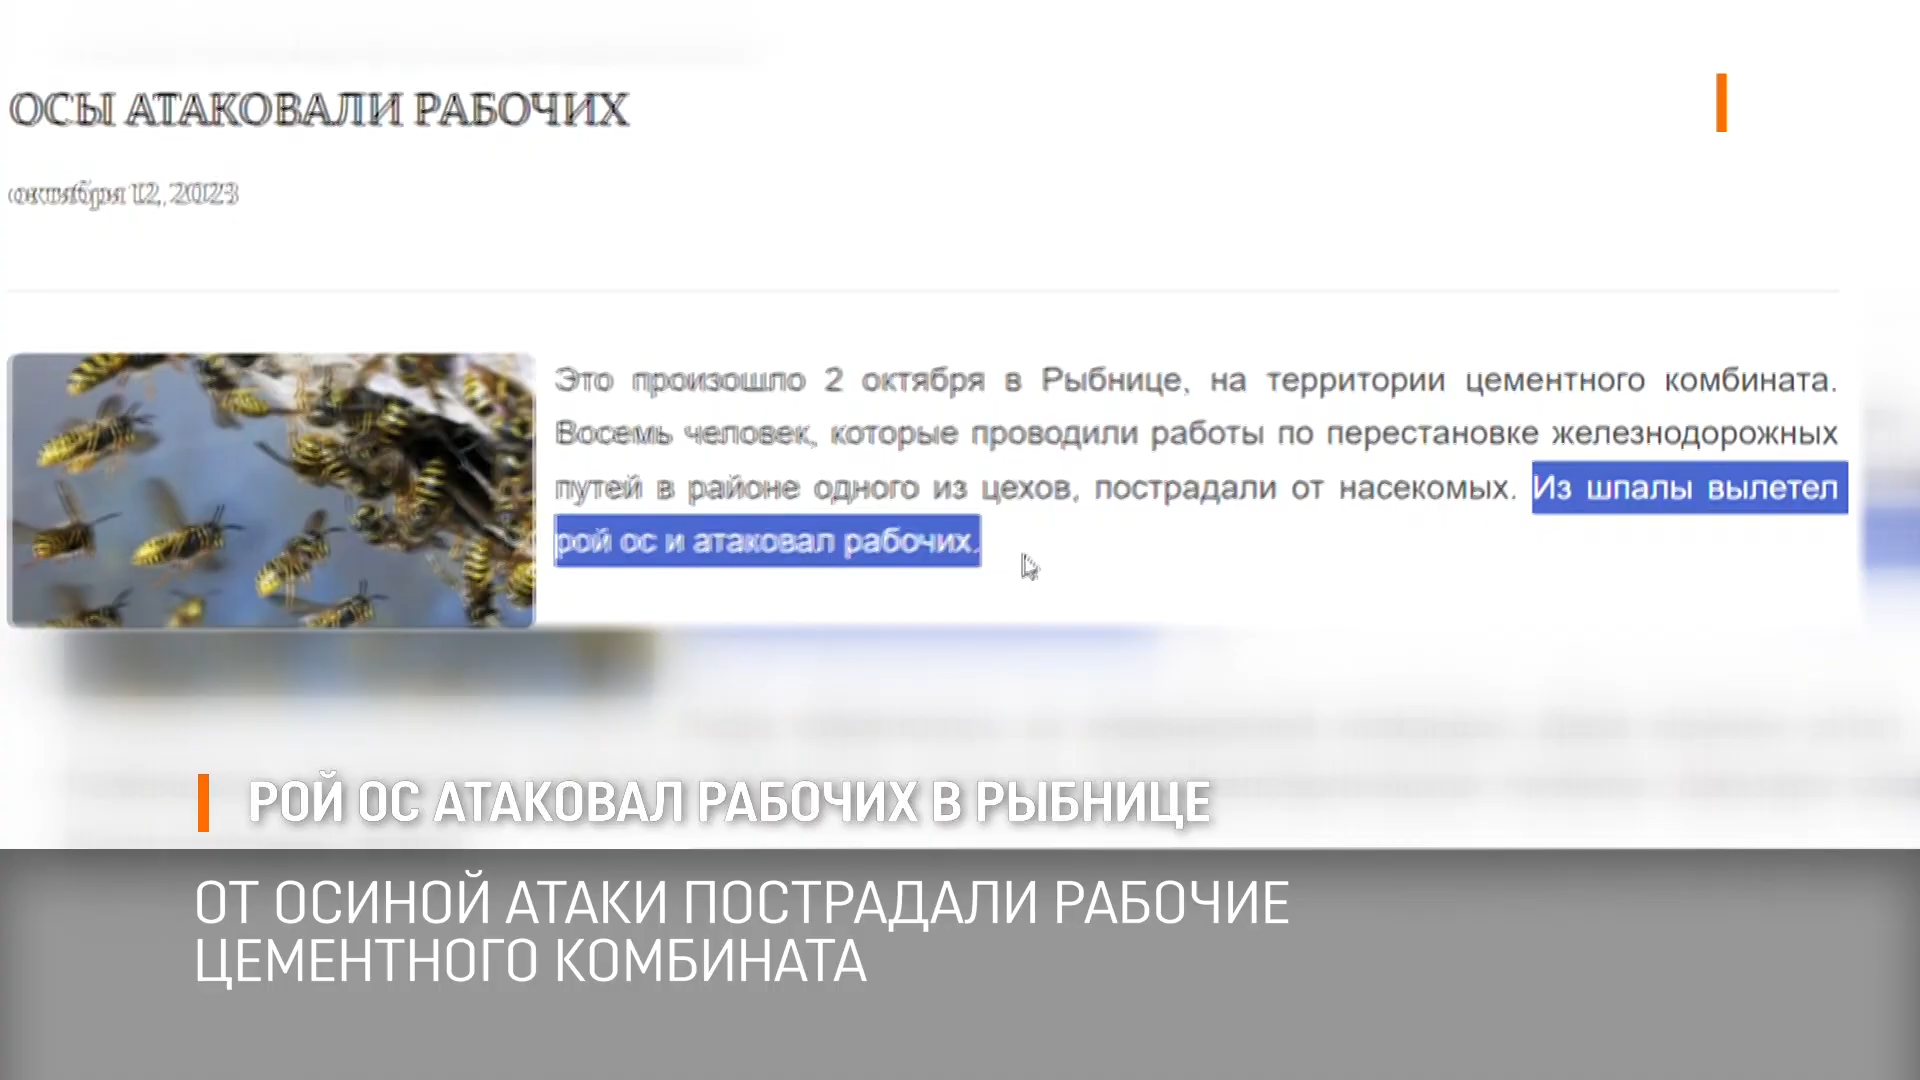 ОСЫ АТАКОВАЛИ РАБОЧИХ
октября 12, 2023
Это произошло 2 октября в Рыбнице, на территории цементного комбината.
Восемь человек, которые проводили работы по перестановке железнодорожных
путей в районе одного из цехов, пострадали от насекомых. Из шпалы вылетел
рой ос и атаковал рабочих.
РОЙ ОС АТАКОВАЛ РАБОЧИХ В РЫБНИЦЕ
ОТ ОСИНОЙ АТАКИ ПОСТРАДАЛИ РАБОЧИЕ
ЦЕМЕНТНОГО КОМБИНАТА